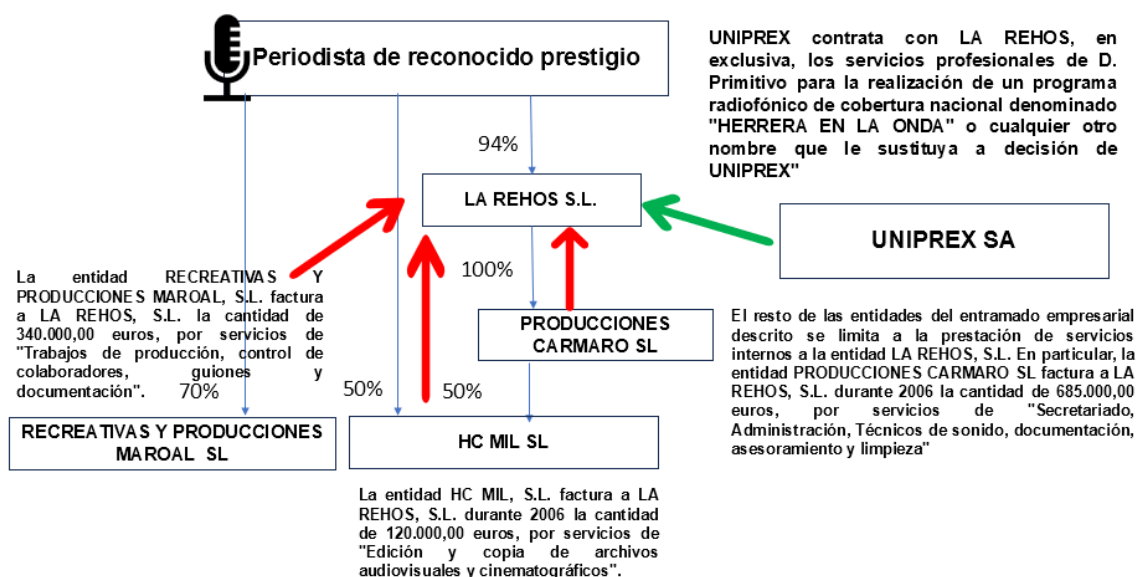 Periodista de reconocido prestigio
UNIPREX contrata con LA REHOS, en
exclusiva, los servicios profesionales de D.
Primitivo para la realización de un programa
radiofónico de cobertura nacional denominado
"HERRERA EN LA ONDA" o cualquier otro
nombre que le sustituya a decisión de
UNIPREX"
94%
LA REHOS S.L.
UNIPREX SA
100%
La entidad RECREATIVAS Y
PRODUCCIONES MAROAL, S.L. factura
a LA REHOS, S.L. la cantidad de
340.000,00 euros, por servicios de
"Trabajos de producción, control de
colaboradores, guiones y
documentación".
70%
50%
50%
PRODUCCIONES
CARMARO SL
El resto de las entidades del entramado empresarial
descrito se limita a la prestación de servicios
internos a la entidad LA REHOS, S.L. En particular, la
entidad PRODUCCIONES CARMARO SL factura a LA
REHOS, S.L. durante 2006 la cantidad de 685.000,00
euros, por servicios de "Secretariado,
Administración, Técnicos de sonido, documentación,
asesoramiento y limpieza"
RECREATIVAS Y PRODUCCIONES
MAROAL SL
HC MIL SL
La entidad HC MIL, S.L. factura a LA
REHOS, S.L. durante 2006 la cantidad
de 120.000,00 euros, por servicios de
"Edición y copia de archivos
audiovisuales y cinematográficos".